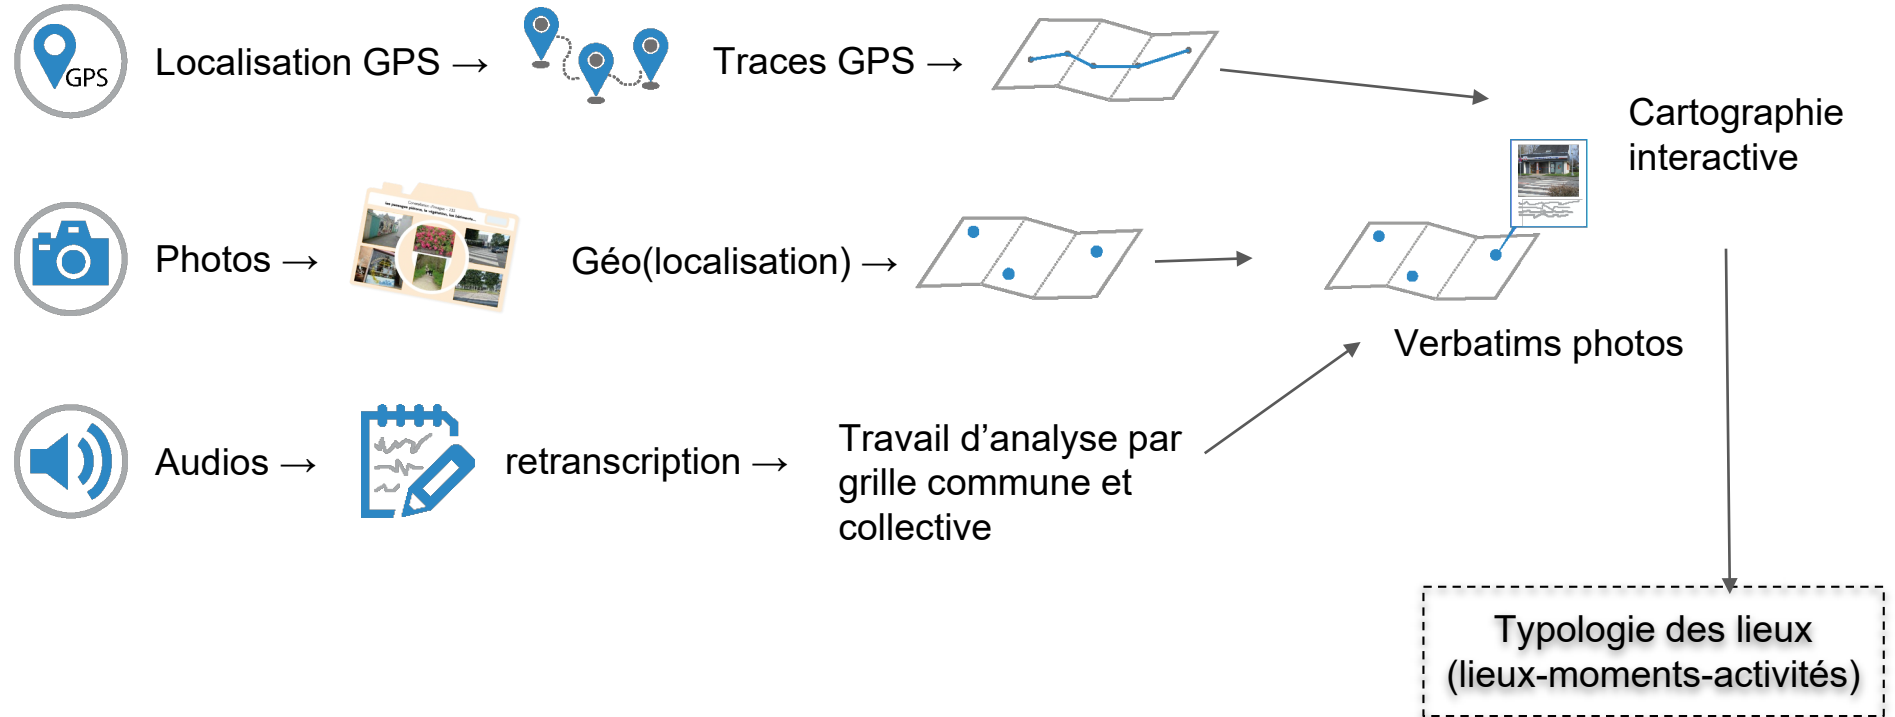 GPS
Localisation GPS →
Traces GPS →
Cartographie
interactive
Photos →
Géo(localisation) →
Verbatims photos
Audios →
retranscription →
Travail d’analyse par
grille commune et
collective
Typologie des lieux
(lieux-moments-activités)